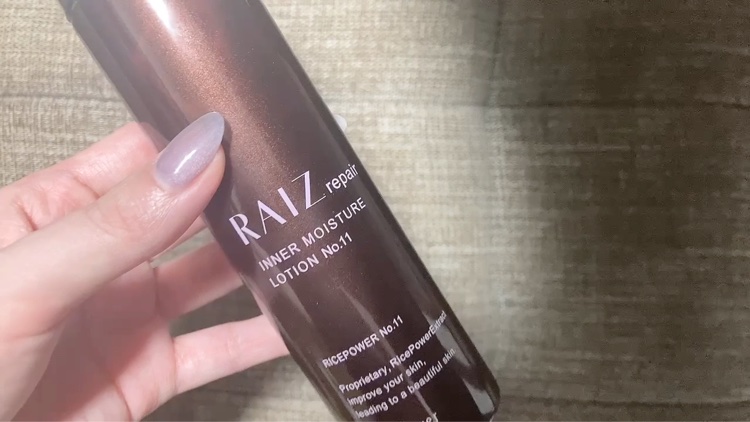 RAIZ repair
INNER MOISTURE
LOTION No.11
RICEPOWER No.11
Proprietary, RicePowerExtract
improve your skin,
leading to a beautiful skin.